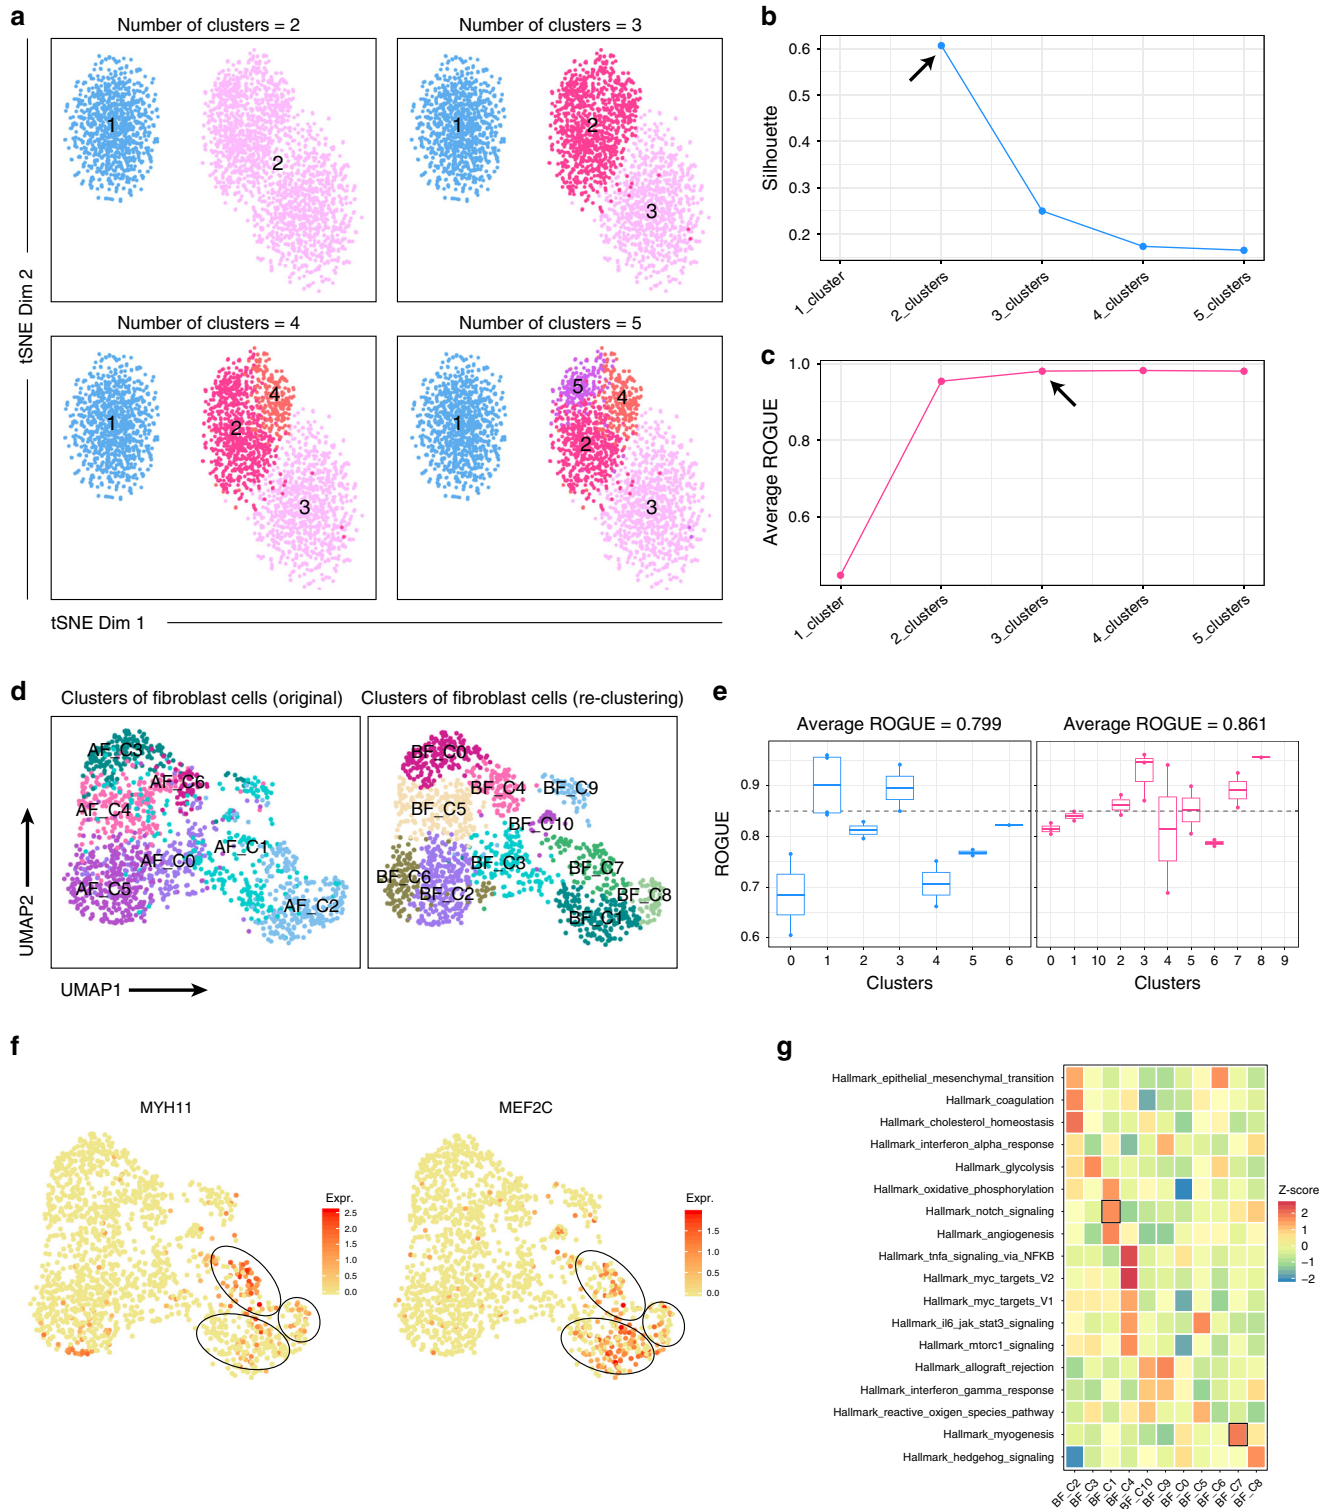 a
Number of clusters = 2
Number of clusters = 3
1
2
1
2
3
Number of clusters = 4
Number of clusters = 5
1
2
4
3
1
5
4
2
3
tSNE Dim 2
tSNE Dim 1
b
Silhouette
0.6
0.5
0.4
0.3
0.2
1_cluster
2_clusters
3_clusters
4_clusters
5_clusters
c
Average ROGUE
1.0
0.8
0.6
1_cluster
2_clusters
3_clusters
4_clusters
5_clusters
d
Clusters of fibroblast cells (original)
Clusters of fibroblast cells (re-clustering)
AF_C3
AF_C6
AF_C4
AF_C1
AF_C0
AF_C5
AF_C2
BF_C0
BF_C4
BF_C9
BF_C5
BF_C10
BF_C3
BF_C7
BF_C6
BF_C2
BF_C8
BF_C1
UMAP2
UMAP1
e
Average ROGUE = 0.799
Average ROGUE = 0.861
ROGUE
0.9
0.8
0.7
0.6
0 1 2 3 4 5 6
0 1 10 2 3 4 5 6 7 8 9
Clusters
Clusters
f
MYH11
MEF2C
Expr.
2.5
2.0
1.5
1.0
0.5
0.0
Expr.
1.5
1.0
0.5
0.0
g
Hallmark_epithelial_mesenchymal_transition
Hallmark_coagulation
Hallmark_cholesterol_homeostasis
Hallmark_interferon_alpha_response
Hallmark_glycolysis
Hallmark_oxidative_phosphorylation
Hallmark_notch_signaling
Hallmark_angiogenesis
Hallmark_tnfa_signaling_via_NFKB
Hallmark_myc_targets_V2
Hallmark_myc_targets_V1
Hallmark_il6_jak_stat3_signaling
Hallmark_mtorc1_signaling
Hallmark_allograft_rejection
Hallmark_interferon_gamma_response
Hallmark_reactive_oxigen_species_pathway
Hallmark_myogenesis
Hallmark_hedgehog_signaling
Z-score
2
1
0
−1
−2
BF_C2
BF_C3
BF_C1
BF_C4
BF_C10
BF_C9
BF_C0
BF_C5
BF_C6
BF_C7
BF_C8